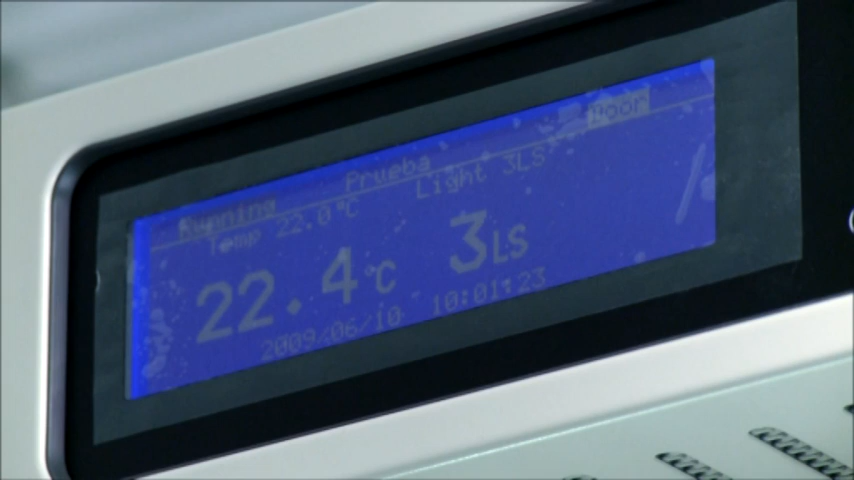 Running Prueba Door
Temp 22.0°C Light 3LS
22.4°C 3LS
2009/06/10 10:01:23